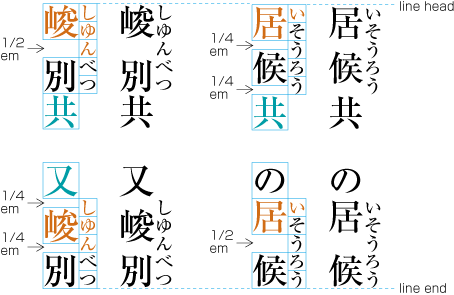 line head
1/2
em
峻別共
しゆんべつ
峻別共
しゆんべつ
1/4
em
1/4
em
居候共
いそうろう
居候共
いそうろう
1/4
em
1/4
em
又峻別
しゆんべつ
又峻別
しゆんべつ
1/2
em
の居候
いそうろう
の居候
いそうろう
line end